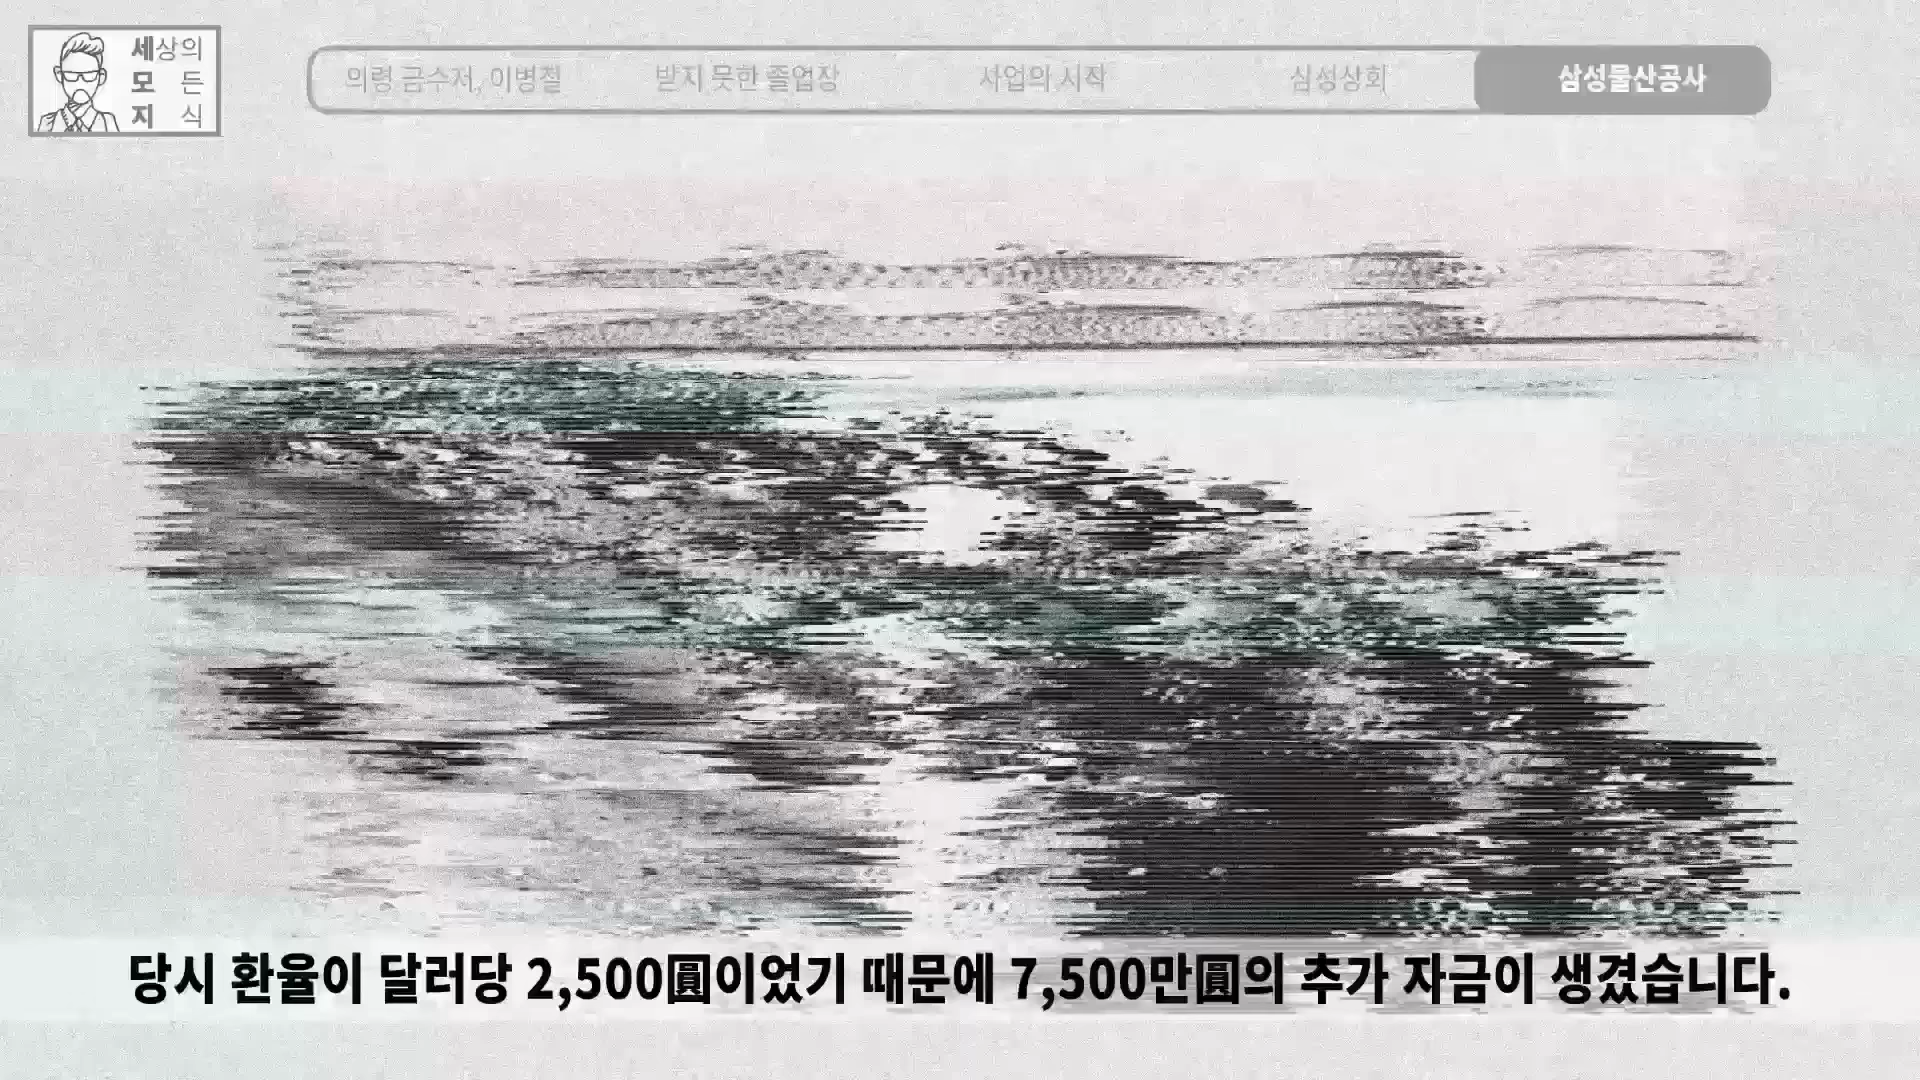 세상의
모든
지식
의령 금수저, 이병철
받지 못한 졸업장
사업의 시작
삼성상회
삼성물산공사
당시 환율이 달러당 2,500圓이었기 때문에 7,500만圓의 추가 자금이 생겼습니다.